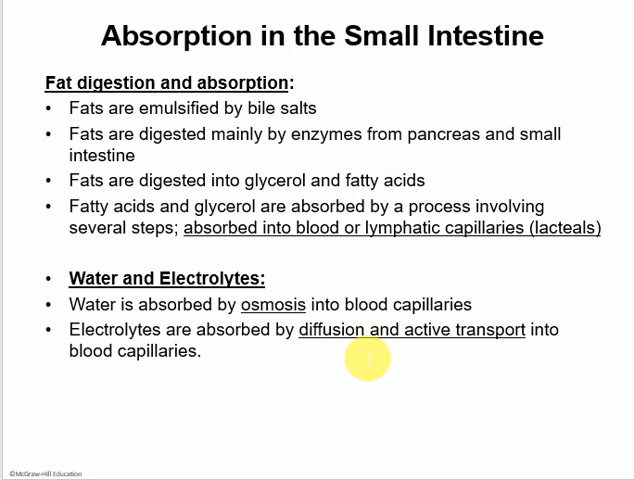 Absorption in the Small Intestine
Fat digestion and absorption:
• Fats are emulsified by bile salts
• Fats are digested mainly by enzymes from pancreas and small
intestine
• Fats are digested into glycerol and fatty acids
• Fatty acids and glycerol are absorbed by a process involving
several steps; absorbed into blood or lymphatic capillaries (lacteals)
• Water and Electrolytes:
• Water is absorbed by osmosis into blood capillaries
• Electrolytes are absorbed by diffusion and active transport into
blood capillaries.
©McGraw-Hill Education